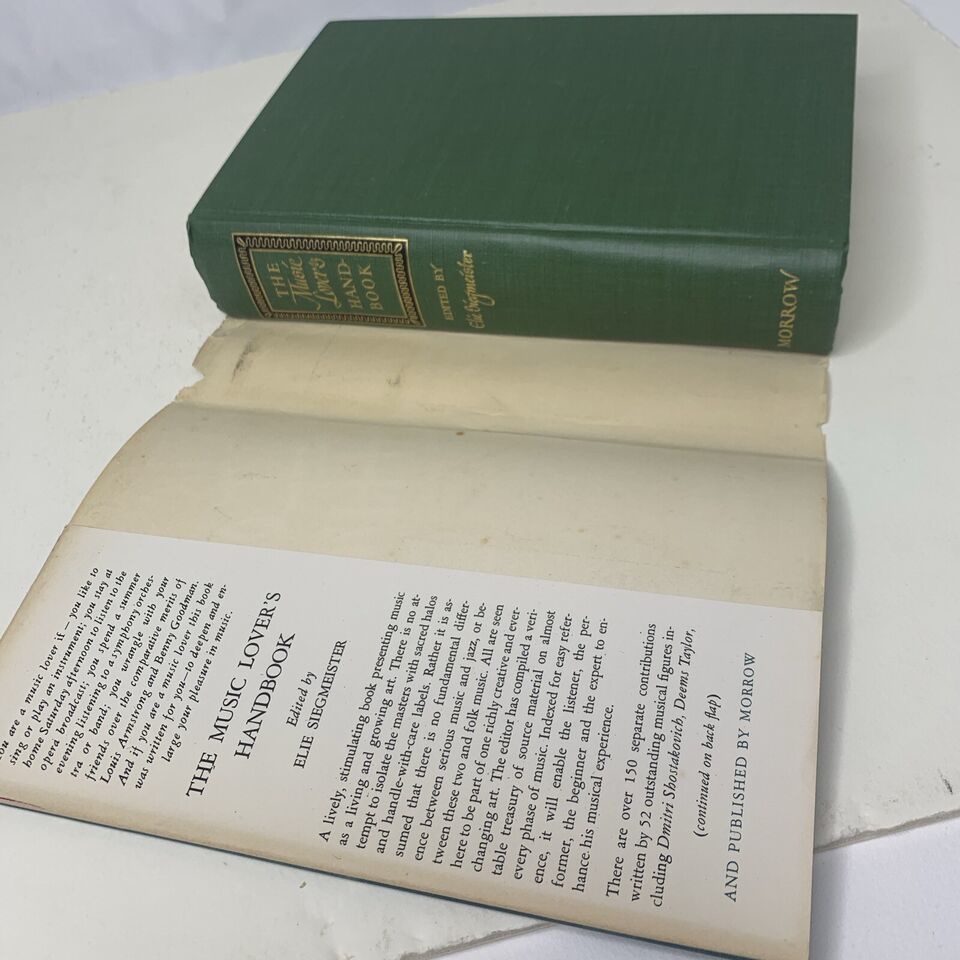 THE
Music
Lover's
HAND-
BOOK
EDITED BY
Elie Siegmeister
MORROW
ou are a music lover if — you like to
sing or play an instrument; you stay at
home Saturday afternoon to listen to the
opera broadcast; you spend a summer
evening listening to a symphony orches-
tra or band; you wrangle with your
friends over the comparative merits of
Louis Armstrong and Benny Goodman.
And if you are a music lover this book
was written for you—to deepen and en-
large your pleasure in music.
THE MUSIC LOVER'S
HANDBOOK
Edited by
ELIE SIEGMEISTER
A lively, stimulating book presenting music
as a living and growing art. There is no at-
tempt to isolate the masters with sacred halos
and handle-with-care labels. Rather it is as-
sumed that there is no fundamental differ-
ence between serious music and jazz, or be-
tween these two and folk music. All are seen
here to be part of one richly creative and ever-
changing art. The editor has compiled a veri-
table treasury of source material on almost
every phase of music. Indexed for easy refer-
ence, it will enable the listener, the per-
former, the beginner and the expert to en-
hance his musical experience.
There are over 150 separate contributions
written by 52 outstanding musical figures in-
cluding Dmitri Shostakovich, Deems Taylor,
(continued on back flap)
AND PUBLISHED BY MORROW